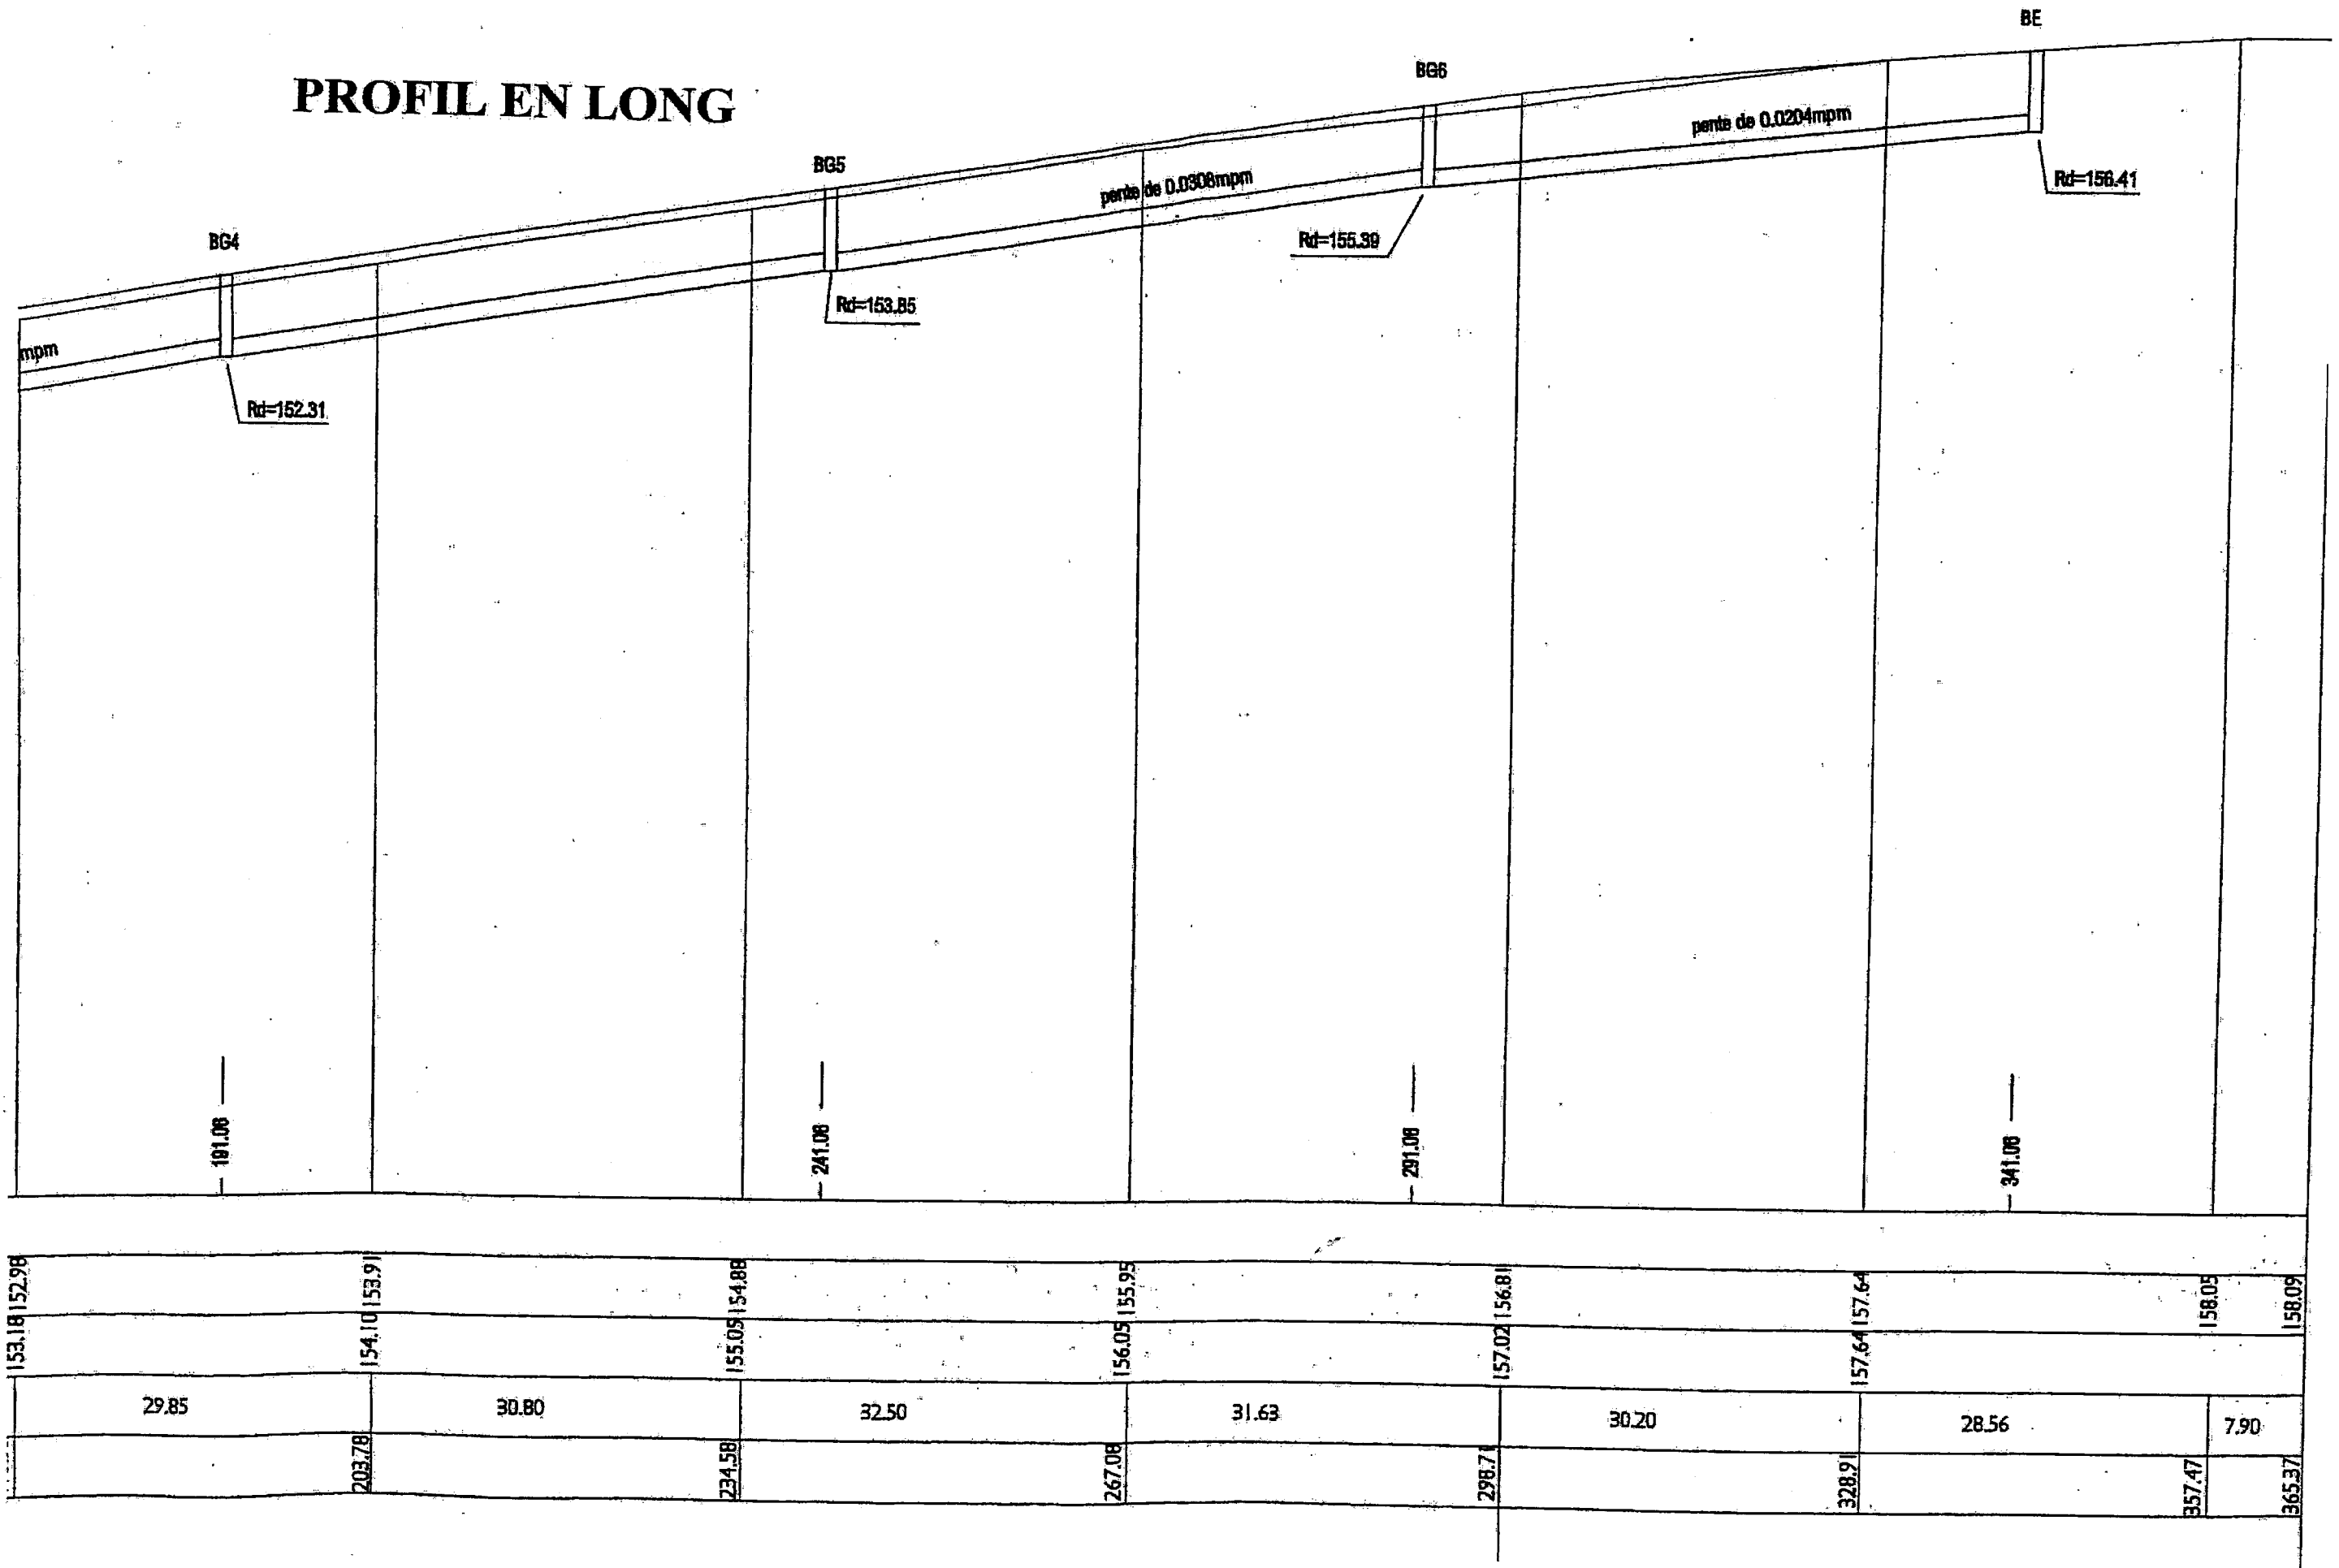 BE
PROFIL EN LONG
BG6
pente de 0.0204mpm
BG5
pente de 0.0308mpm
Rd=156.41
BG4
Rd=155.39
Rd=153.85
mpm
Rd=152.31
191.06
241.06
291.06
341.06
152.98 153.91 154.88 155.95 156.81 157.64 158.05 158.09
153.18 154.10 155.05 156.05 157.02 157.64
29.85 30.80 32.50 31.63 30.20 28.56 7.90
203.78 234.58 267.08 298.71 328.91 357.47 365.37